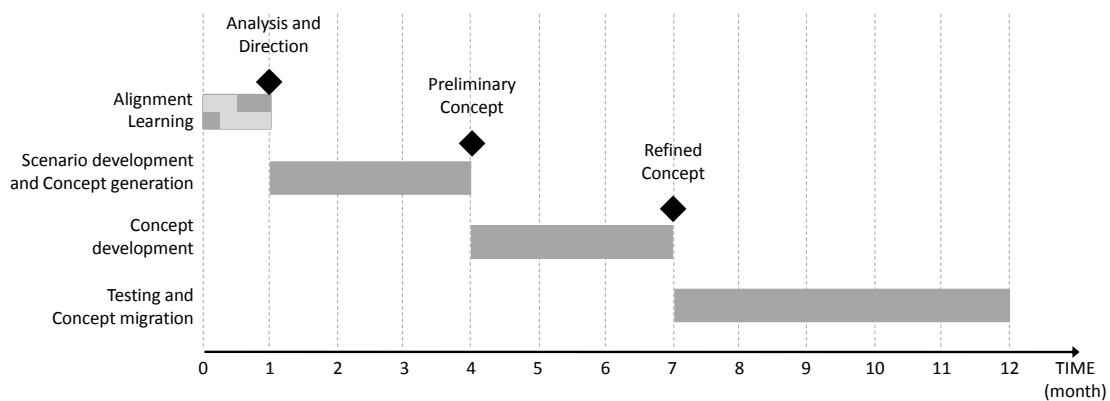 Analysis and
Direction
Preliminary
Concept
Alignment
Learning
Scenario development
and Concept generation
Refined
Concept
Concept
development
Testing and
Concept migration
0 1 2 3 4 5 6 7 8 9 10 11 12 TIME
(month)